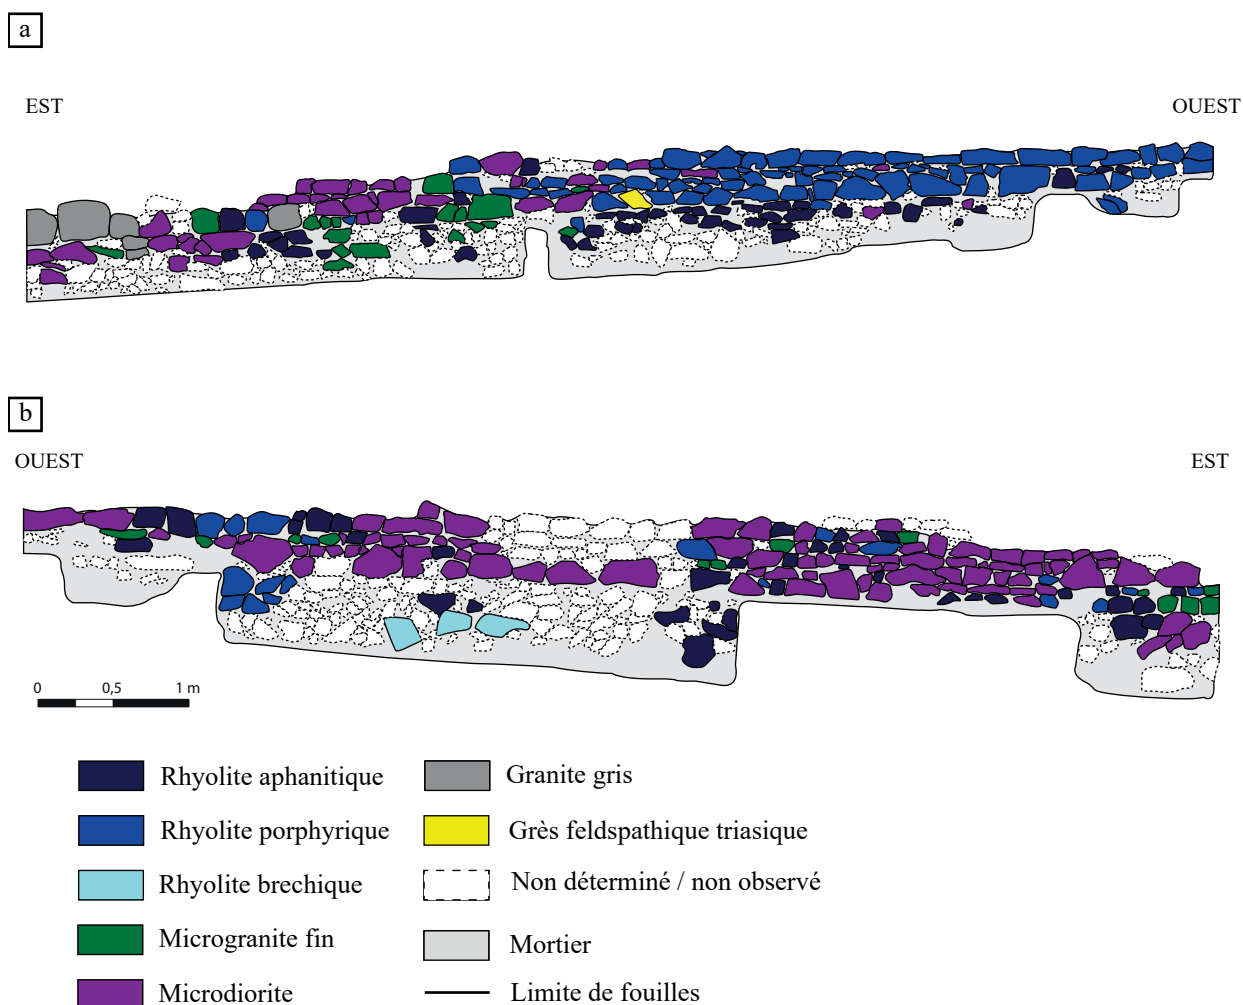 a
EST OUEST
b
OUEST EST
0 0,5 1 m
Rhyolite aphanitique
Rhyolite porphyrique
Rhyolite brechique
Microgranite fin
Microdiorite
Granite gris
Grès feldspathique triasique
Non déterminé / non observé
Mortier
Limite de fouilles